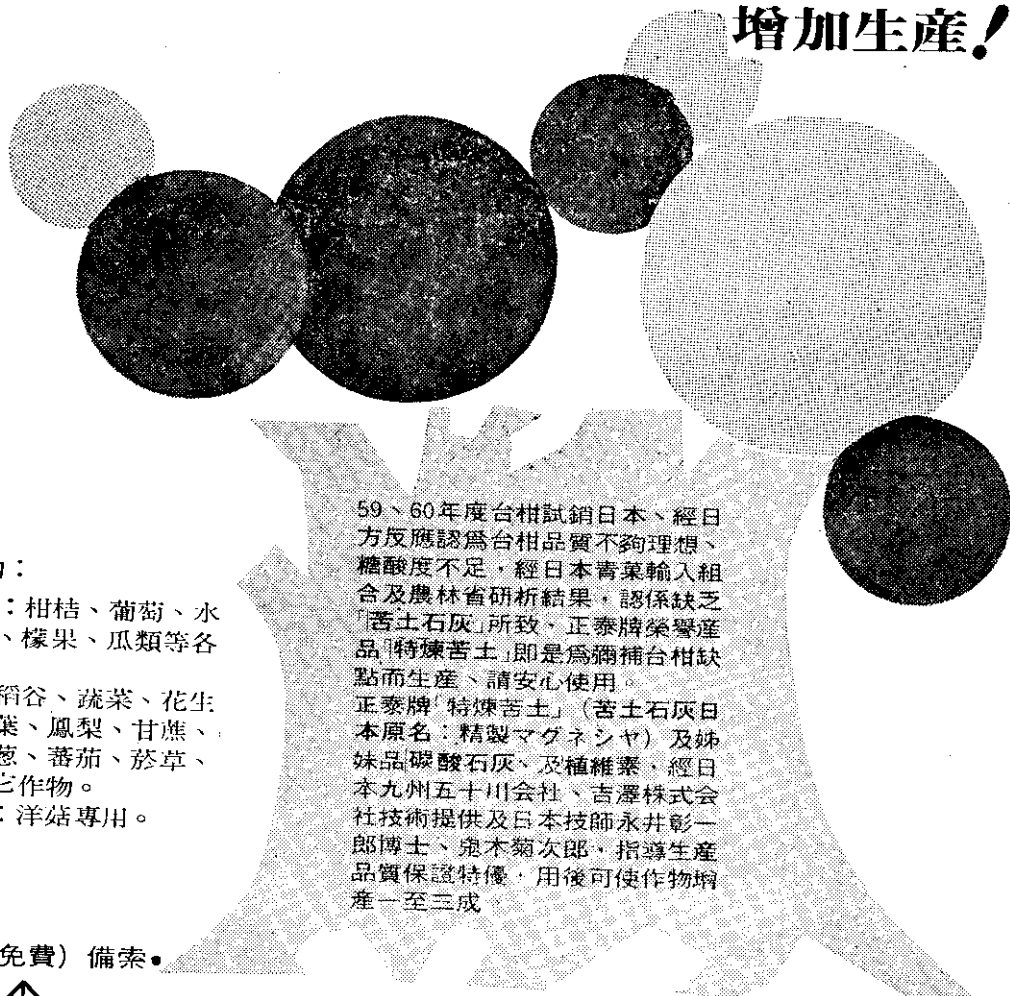 增加生産！
：柑桔、葡萄、水
、檬果、瓜類等各
稻谷、蔬菜、花生
葉、鳳梨、甘蔗、
葱、蕃茄、菸草、
它作物。
：洋菇專用。
免費）備索•
59、60年度台柑試銷日本、經日
方反應認爲台柑品質不夠理想、
糖酸度不足，經日本青菓輸入組
合及農林省研析結果，認係缺乏
「苦土石灰」所致、正泰牌榮譽産
品「特煉苦土」即是爲彌補台柑缺
點而生産、請安心使用。
正泰牌「特煉苦土」（苦土石灰日
本原名：精製マグネシヤ）及姊
妹品碳酸石灰、及植維素，經日
本九州五十川会社、吉澤株式会
社技術提供及日本技師永井彰一
郎博士、鬼木菊次郎，指導生産
品質保證特優，用後可使作物增
産一至三成。